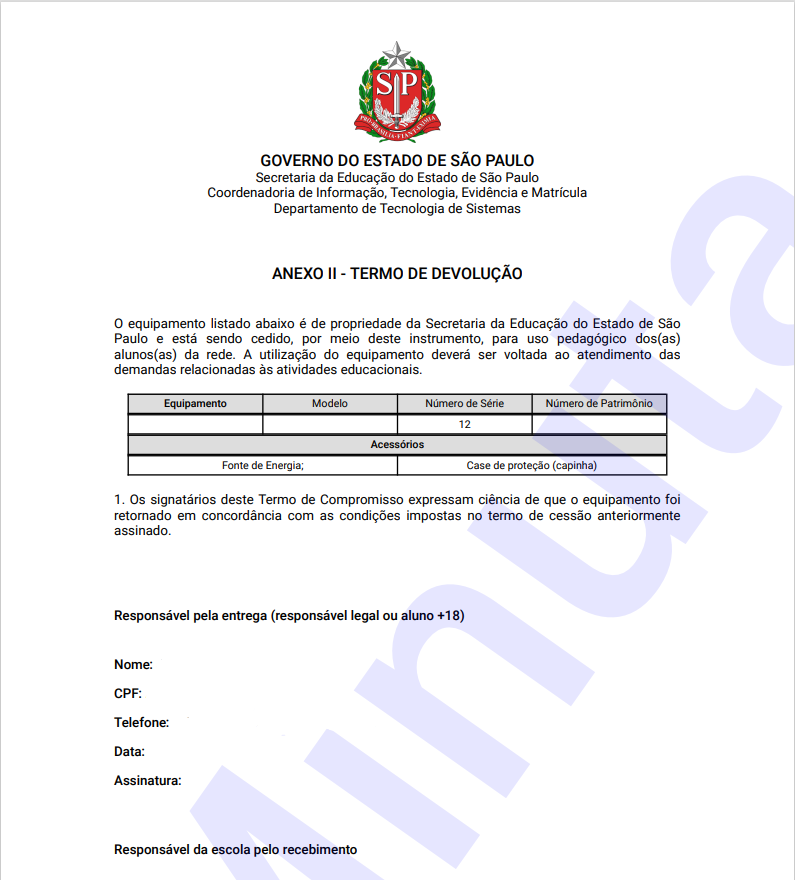 SP
PRO·BRASILIA·FIANT·EXIMIA
GOVERNO DO ESTADO DE SÃO PAULO
Secretaria da Educação do Estado de São Paulo
Coordenadoria de Informação, Tecnologia, Evidência e Matrícula
Departamento de Tecnologia de Sistemas
ANEXO II - TERMO DE DEVOLUÇÃO
O equipamento listado abaixo é de propriedade da Secretaria da Educação do Estado de São
Paulo e está sendo cedido, por meio deste instrumento, para uso pedagógico dos(as)
alunos(as) da rede. A utilização do equipamento deverá ser voltada ao atendimento das
demandas relacionadas às atividades educacionais.
Equipamento Modelo Número de Série Número de Patrimônio
12
Acessórios
Fonte de Energia; Case de proteção (capinha)
1. Os signatários deste Termo de Compromisso expressam ciência de que o equipamento foi
retornado em concordância com as condições impostas no termo de cessão anteriormente
assinado.
Responsável pela entrega (responsável legal ou aluno +18)
Nome:
CPF:
Telefone:
Data:
Assinatura:
Responsável da escola pelo recebimento
Minuta